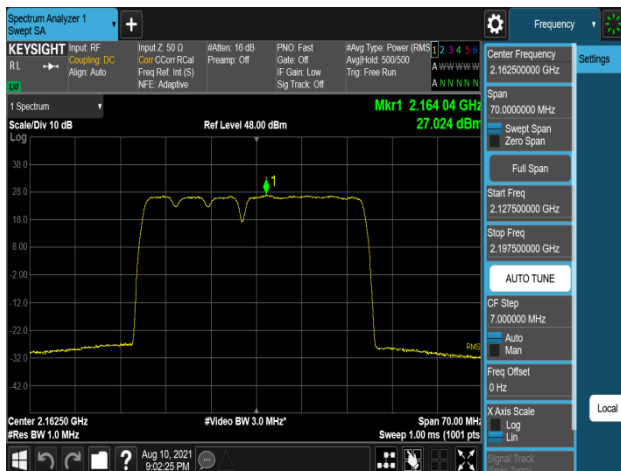 Spectrum Analyzer 1
Swept SA
+
Frequency
KEYSIGHT
RL
LXI
Input: RF
Coupling: DC
Align: Auto
Input Z: 50 Ω
Corr CCorr RCal
Freq Ref: Int (S)
NFE: Adaptive
#Atten: 16 dB
Preamp: Off
PNO: Fast
Gate: Off
IF Gain: Low
Sig Track: Off
#Avg Type: Power (RMS
Avg|Hold: 500/500
Trig: Free Run
1 2 3 4 5 6
A W W W W W
A N N N N N
1 Spectrum
Scale/Div 10 dB
Log
Ref Level 48.00 dBm
Mkr1 2.164 04 GHz
27.024 dBm
38.0
28.0
18.0
8.00
-2.00
-12.0
-22.0
-32.0
-42.0
1
RMS
Center 2.16250 GHz
#Res BW 1.0 MHz
#Video BW 3.0 MHz*
Span 70.00 MHz
Sweep 1.00 ms (1001 pts
Aug 10, 2021
9:02:25 PM
?
Center Frequency
2.162500000 GHz
Span
70.0000000 MHz
Swept Span
Zero Span
Full Span
Start Freq
2.127500000 GHz
Stop Freq
2.197500000 GHz
AUTO TUNE
CF Step
7.000000 MHz
Auto
Man
Freq Offset
0 Hz
X Axis Scale
Log
Lin
Signal Track
(Span Zoom)
Settings
Local